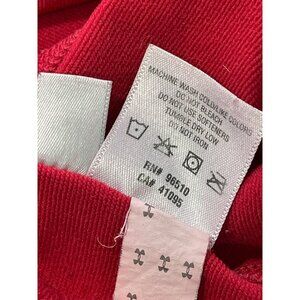 MACHINE WASH COLD/LIKE COLORS
DO NOT BLEACH
DO NOT USE SOFTENERS
TUMBLE DRY LOW
DO NOT IRON
RN# 96510
CA# 41095